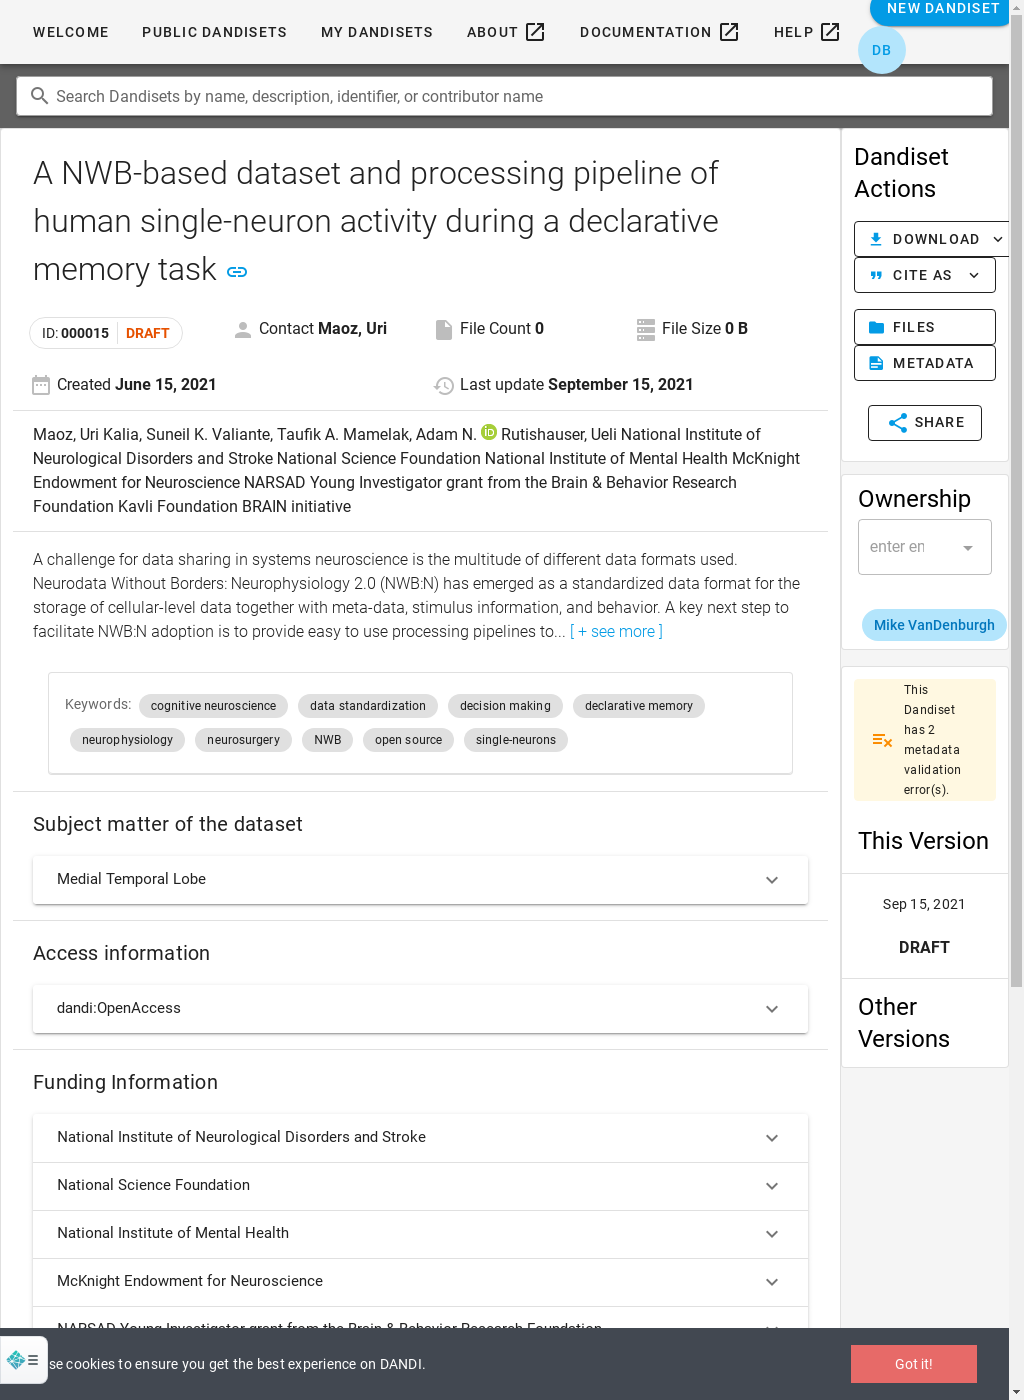 WELCOME PUBLIC DANDISETS MY DANDISETS ABOUT DOCUMENTATION HELP NEW DANDISET
DB
Search Dandisets by name, description, identifier, or contributor name
A NWB-based dataset and processing pipeline of
human single-neuron activity during a declarative
memory task
ID: 000015 DRAFT
Contact Maoz, Uri
File Count 0
File Size 0 B
Created June 15, 2021
Last update September 15, 2021
Maoz, Uri Kalia, Suneil K. Valiante, Taufik A. Mamelak, Adam N. iD Rutishauser, Ueli National Institute of
Neurological Disorders and Stroke National Science Foundation National Institute of Mental Health McKnight
Endowment for Neuroscience NARSAD Young Investigator grant from the Brain & Behavior Research
Foundation Kavli Foundation BRAIN initiative
A challenge for data sharing in systems neuroscience is the multitude of different data formats used.
Neurodata Without Borders: Neurophysiology 2.0 (NWB:N) has emerged as a standardized data format for the
storage of cellular-level data together with meta-data, stimulus information, and behavior. A key next step to
facilitate NWB:N adoption is to provide easy to use processing pipelines to... [ + see more ]
Keywords: cognitive neuroscience data standardization decision making declarative memory
neurophysiology neurosurgery NWB open source single-neurons
Subject matter of the dataset
Medial Temporal Lobe
Access information
dandi:OpenAccess
Funding Information
National Institute of Neurological Disorders and Stroke
National Science Foundation
National Institute of Mental Health
McKnight Endowment for Neuroscience
NARSAD Young Investigator grant from the Brain & Behavior Research Foundation
Dandiset
Actions
DOWNLOAD
CITE AS
FILES
METADATA
SHARE
Ownership
enter en
Mike VanDenburgh
This
Dandiset
has 2
metadata
validation
error(s).
This Version
Sep 15, 2021
DRAFT
Other
Versions
se cookies to ensure you get the best experience on DANDI.
Got it!